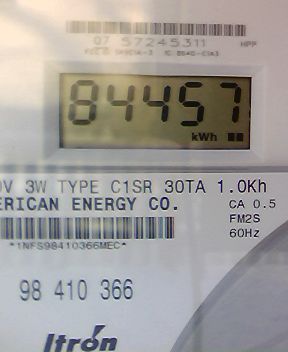 07 57245311 HPP
84457
kWh
0V 3W TYPE C1SR 30TA 1.0Kh
ERICAN ENERGY CO.
CA 0.5
FM2S
60Hz
*1NFS98410366MEC*
98 410 366
Itron